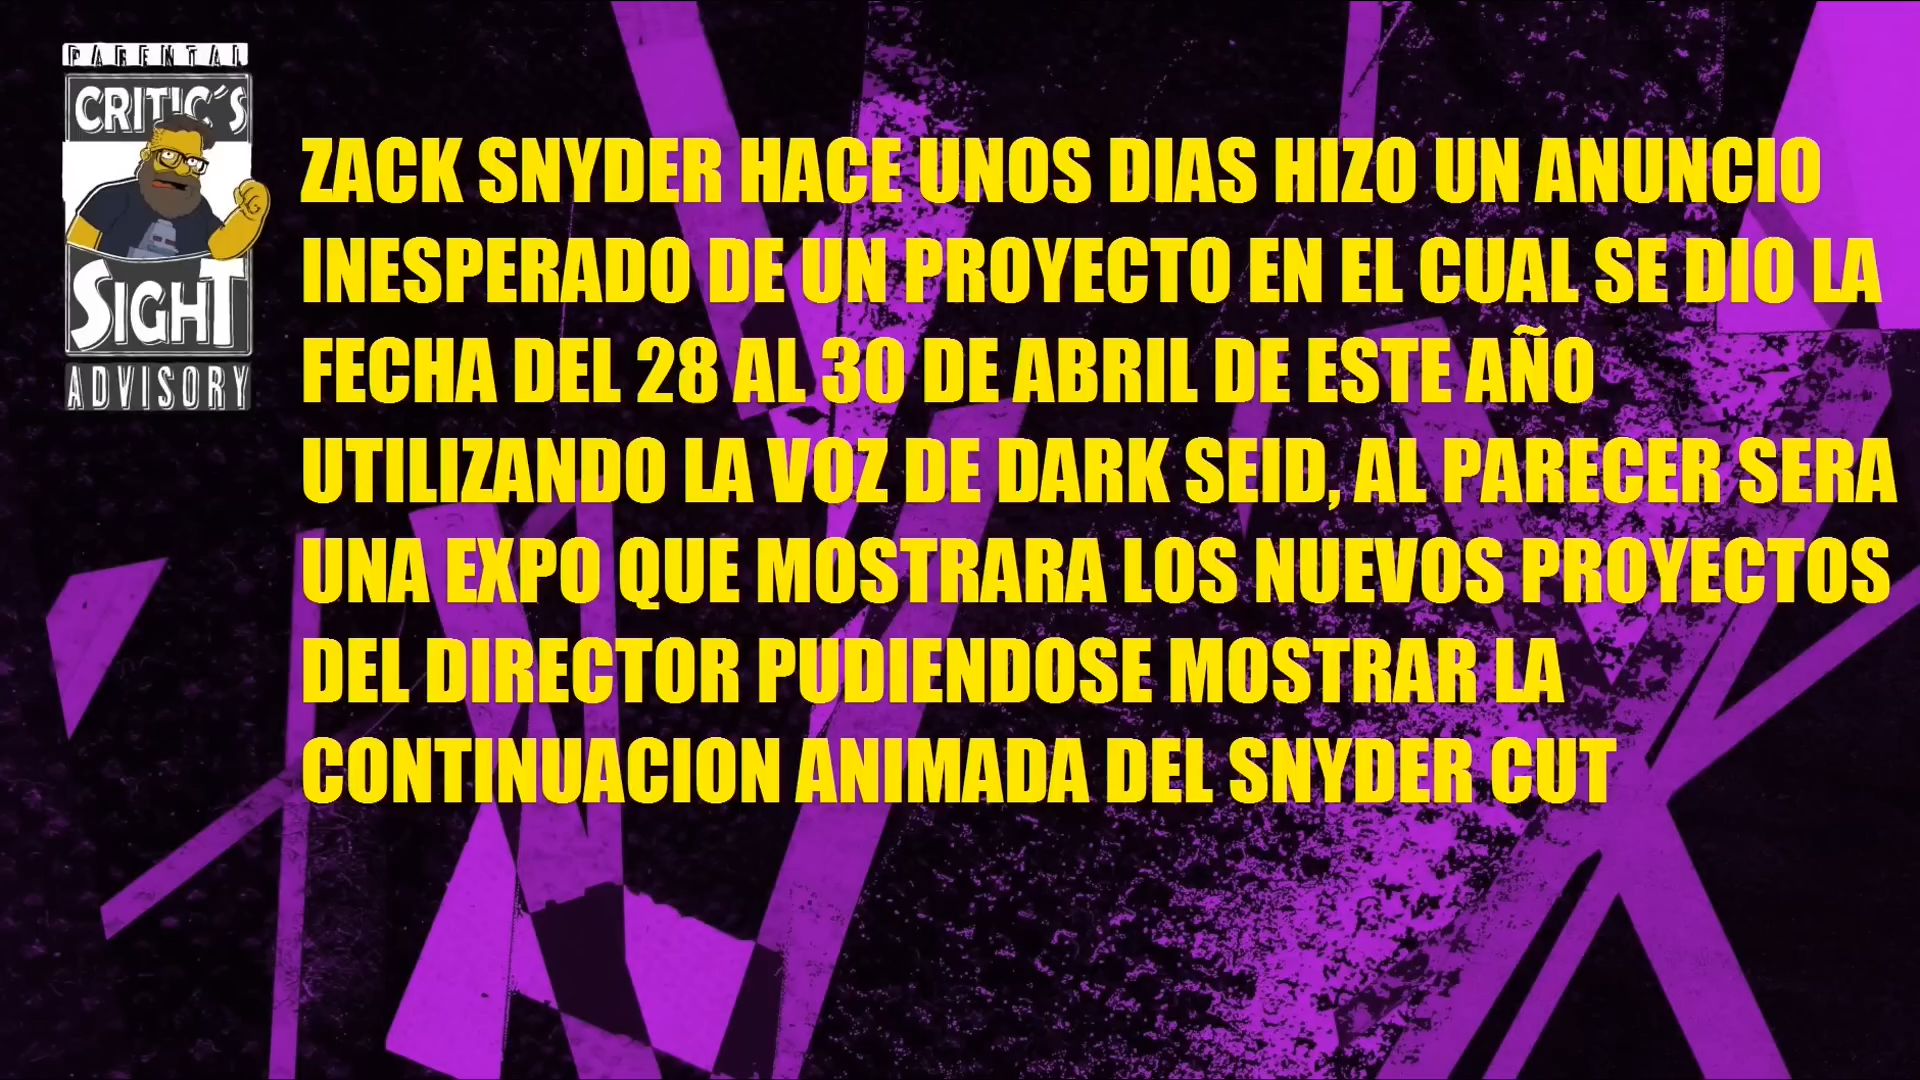 PARENTAL
CRITIC´S
SIGHT
ADVISORY
ZACK SNYDER HACE UNOS DIAS HIZO UN ANUNCIO
INESPERADO DE UN PROYECTO EN EL CUAL SE DIO LA
FECHA DEL 28 AL 30 DE ABRIL DE ESTE AÑO
UTILIZANDO LA VOZ DE DARK SEID, AL PARECER SERA
UNA EXPO QUE MOSTRARA LOS NUEVOS PROYECTOS
DEL DIRECTOR PUDIENDOSE MOSTRAR LA
CONTINUACION ANIMADA DEL SNYDER CUT